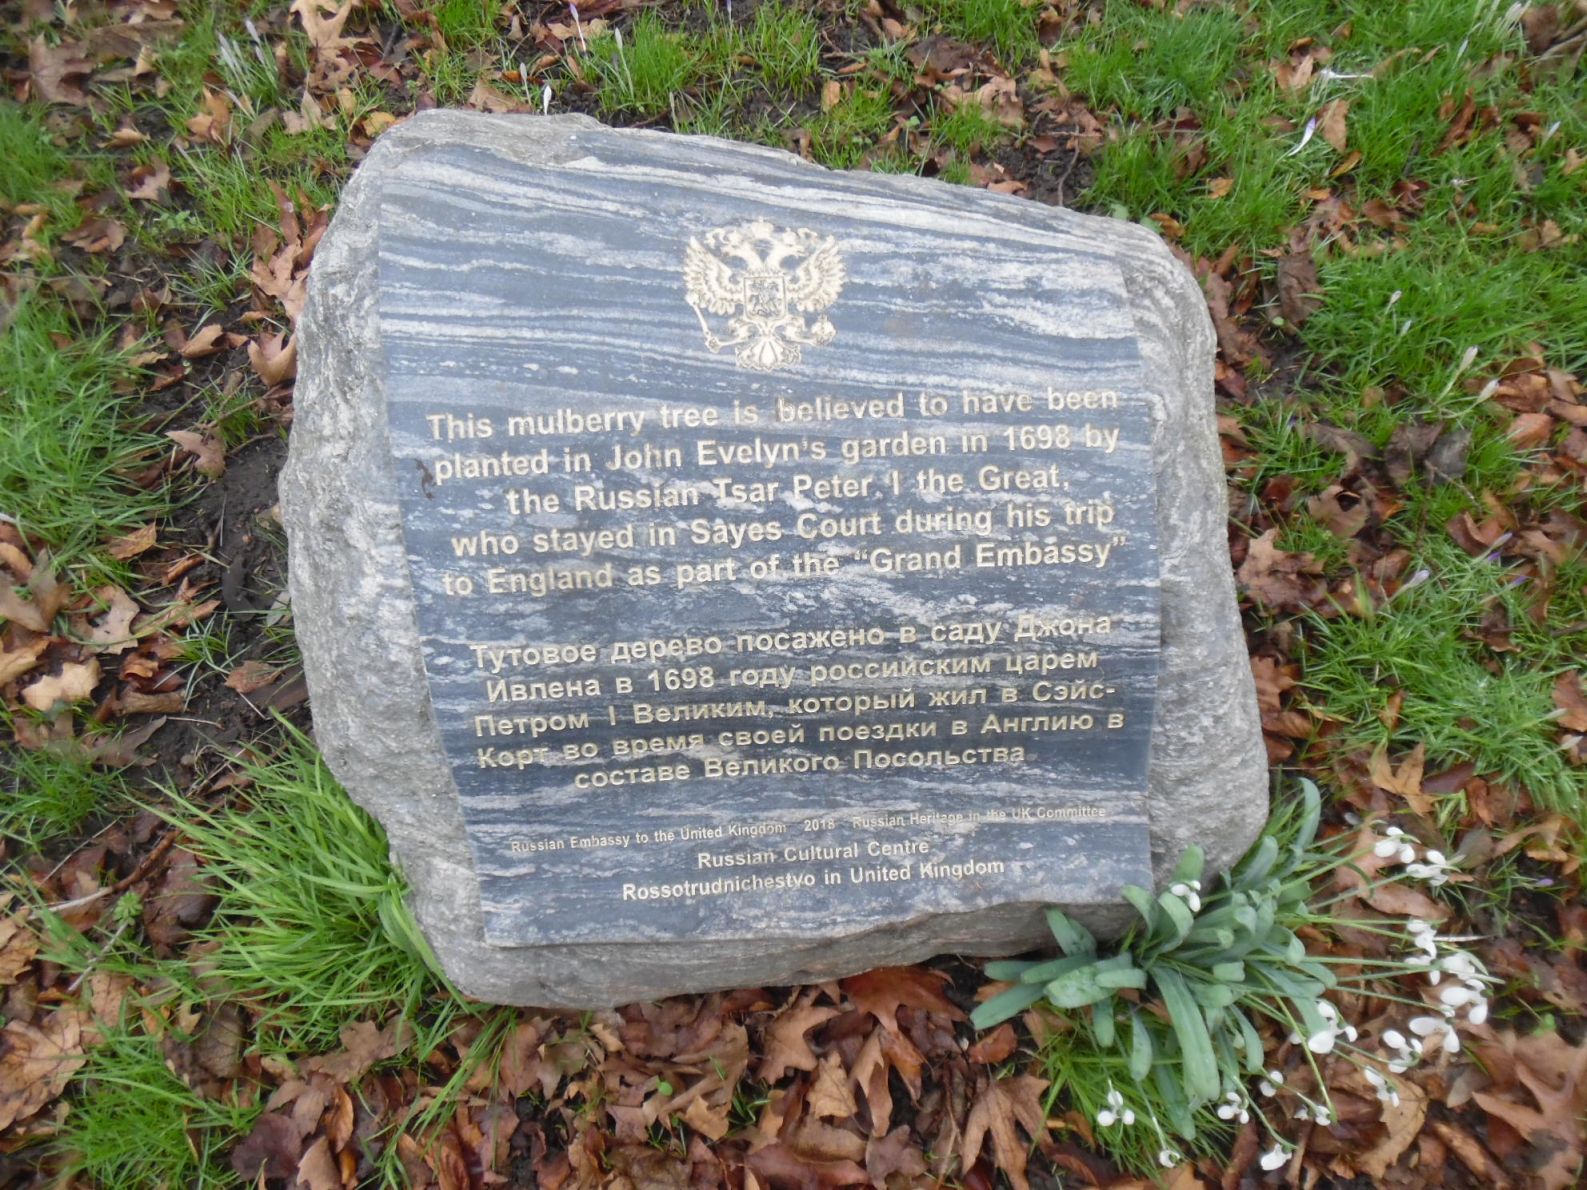 This mulberry tree is believed to have been
planted in John Evelyn's garden in 1698 by
the Russian Tsar Peter I the Great,
who stayed in Sayes Court during his trip
to England as part of the “Grand Embassy”
Тутовое дерево посажено в саду Джона
Ивлена в 1698 году российским царем
Петром I Великим, который жил в Сэйс-
Корт во время своей поездки в Англию в
составе Великого Посольства
Russian Embassy to the United Kingdom 2018 Russian Heritage in the UK Committee
Russian Cultural Centre
Rossotrudnichestvo in United Kingdom